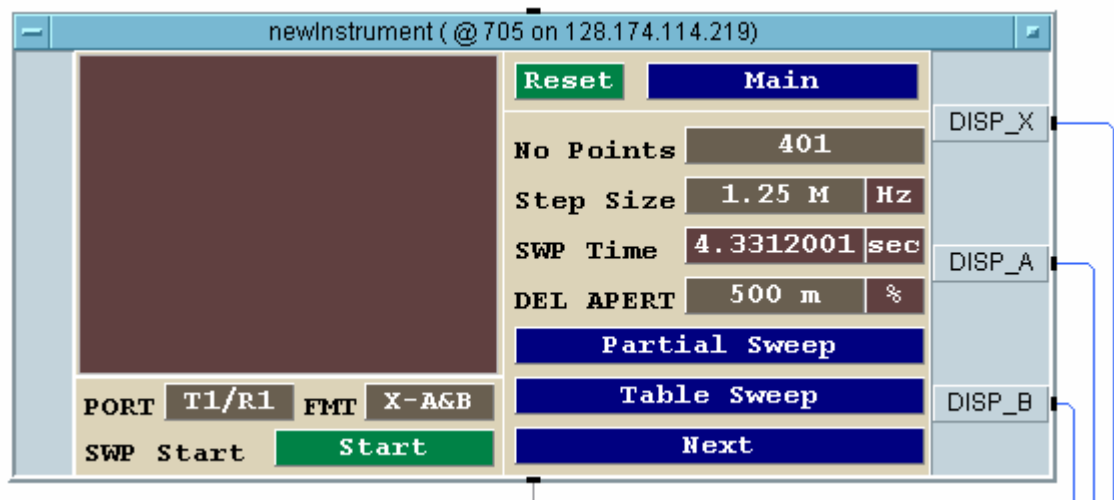 newInstrument ( @ 705 on 128.174.114.219)
Reset Main
DISP_X
No Points 401
Step Size 1.25 M Hz
SWP Time 4.3312001 sec
DISP_A
DEL APERT 500 m %
Partial Sweep
PORT T1/R1 FMT X-A&B
Table Sweep
DISP_B
SWP Start Start
Next